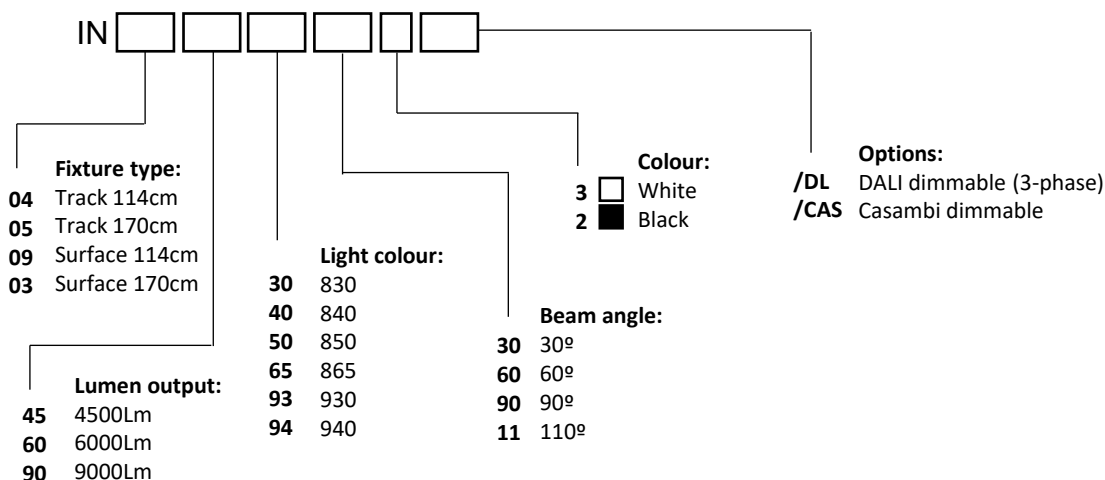 IN
Fixture type:
04 Track 114cm
05 Track 170cm
09 Surface 114cm
03 Surface 170cm
Lumen output:
45 4500Lm
60 6000Lm
90 9000Lm
Light colour:
30 830
40 840
50 850
65 865
93 930
94 940
Beam angle:
30 30º
60 60º
90 90º
11 110º
Colour:
3 White
2 Black
Options:
/DL DALI dimmable (3-phase)
/CAS Casambi dimmable